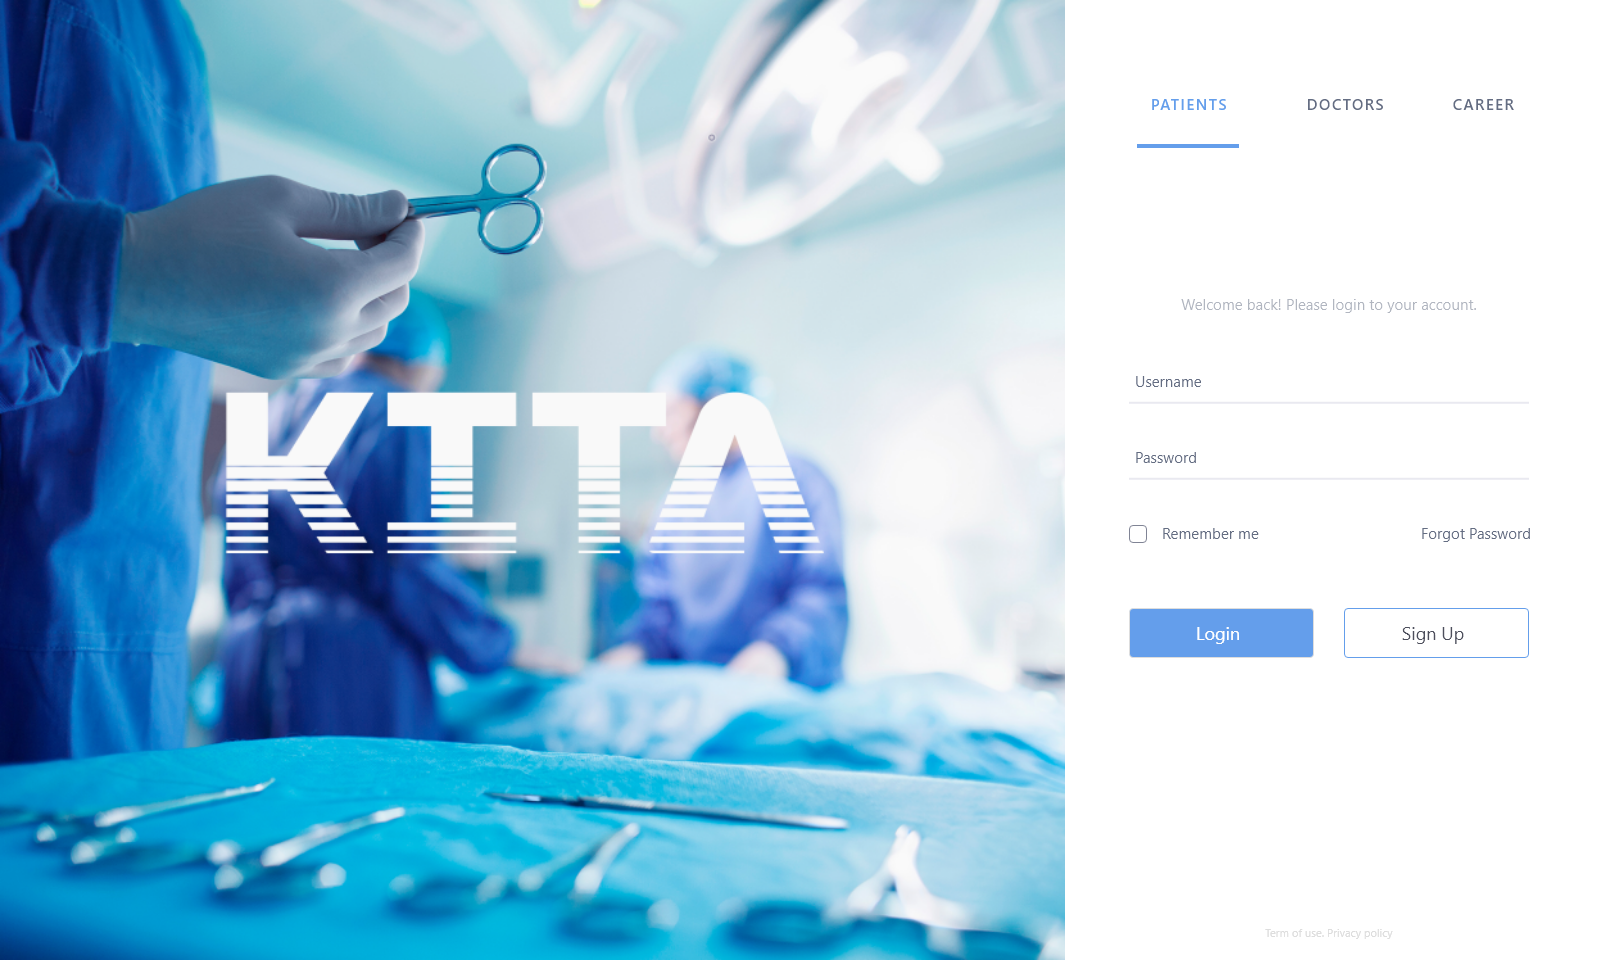 KITA
PATIENTS DOCTORS CAREER
Welcome back! Please login to your account.
Username
Password
Remember me Forgot Password
Login Sign Up
Term of use. Privacy policy